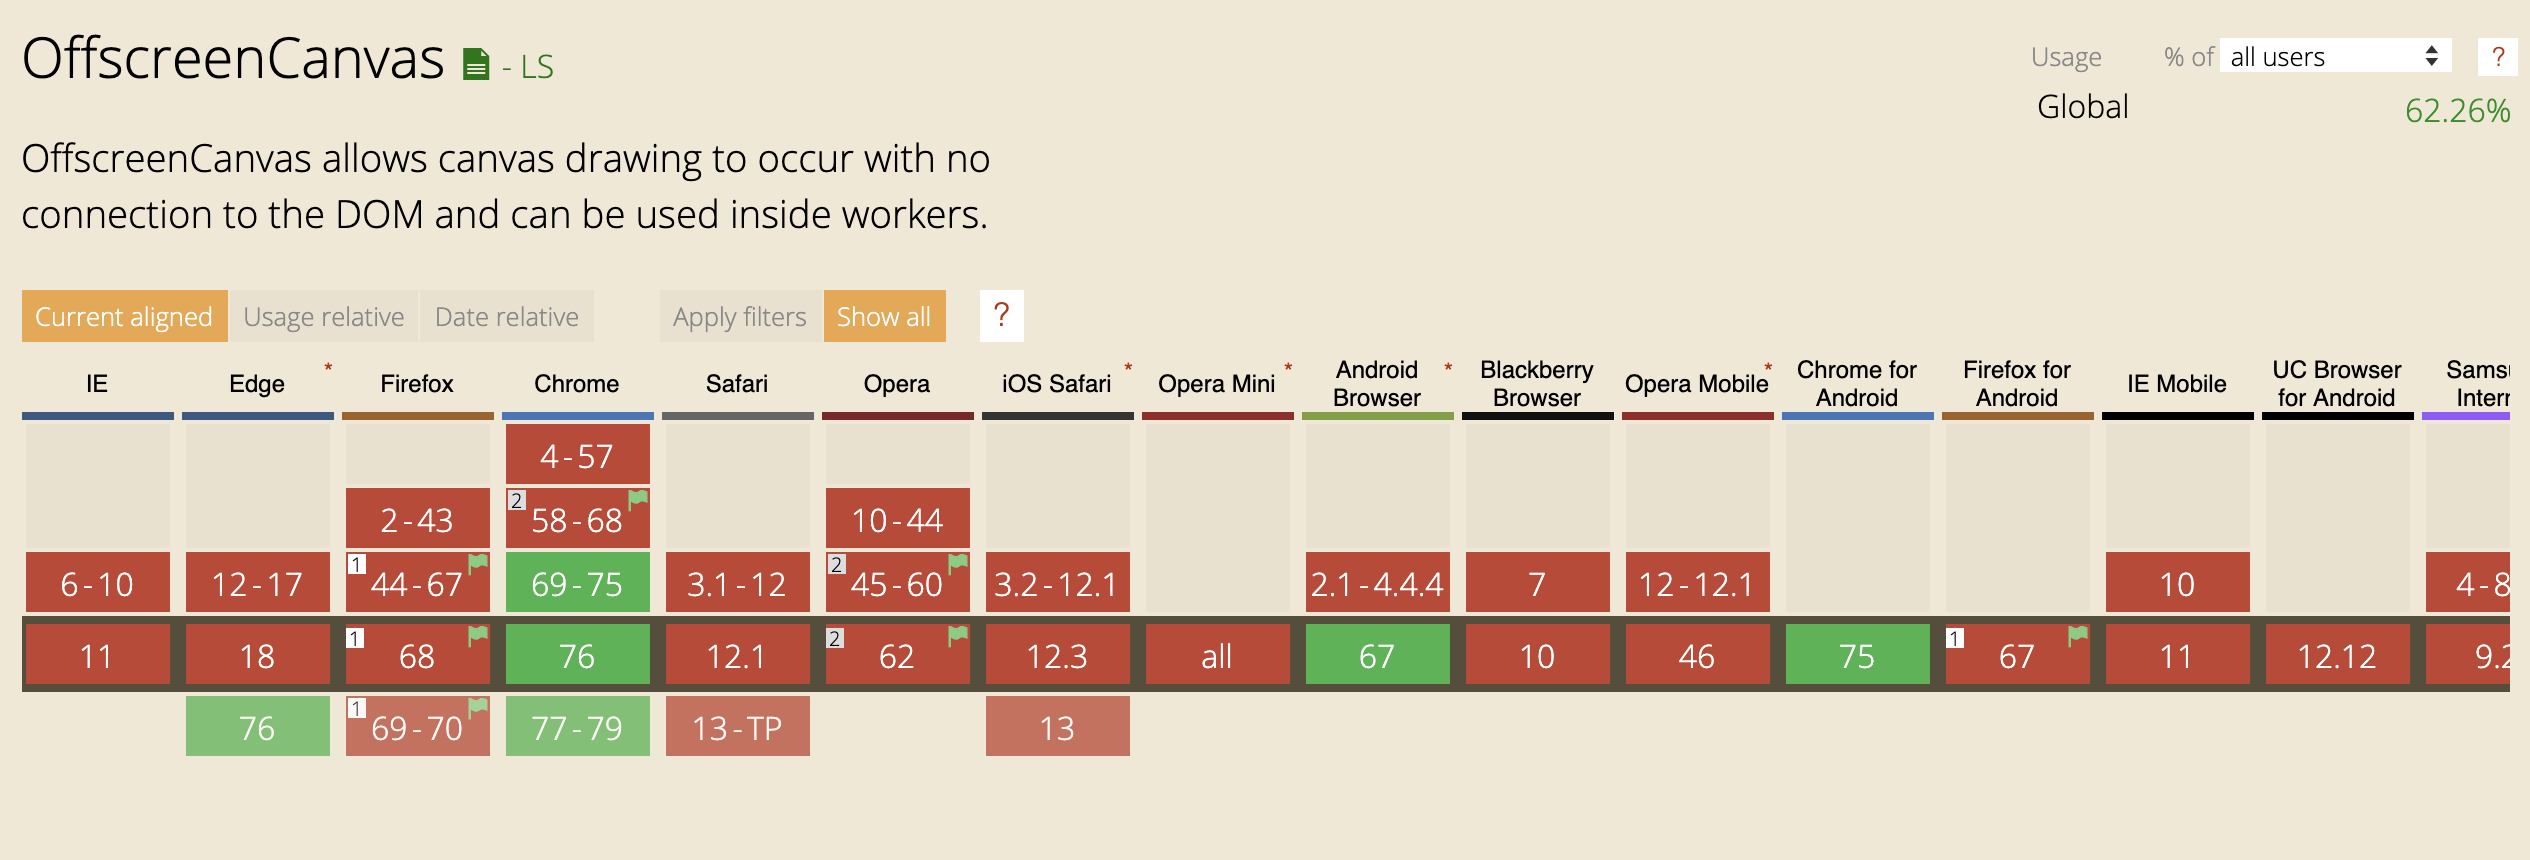 OffscreenCanvas - LS
Usage % of all users ?
Global 62.26%
OffscreenCanvas allows canvas drawing to occur with no
connection to the DOM and can be used inside workers.
Current aligned Usage relative Date relative Apply filters Show all ?
IE Edge * Firefox Chrome Safari Opera iOS Safari * Opera Mini * Android Browser * Blackberry Browser Opera Mobile * Chrome for Android Firefox for Android IE Mobile UC Browser for Android
4-57
2-43 2 58-68 10-44
6-10 12-17 1 44-67 69-75 3.1-12 2 45-60 3.2-12.1 2.1-4.4.4 7 12-12.1 10 4-8
11 18 1 68 76 12.1 2 62 12.3 all 67 10 46 75 1 67 11 12.12 9.2
76 1 69-70 77-79 13-TP 13